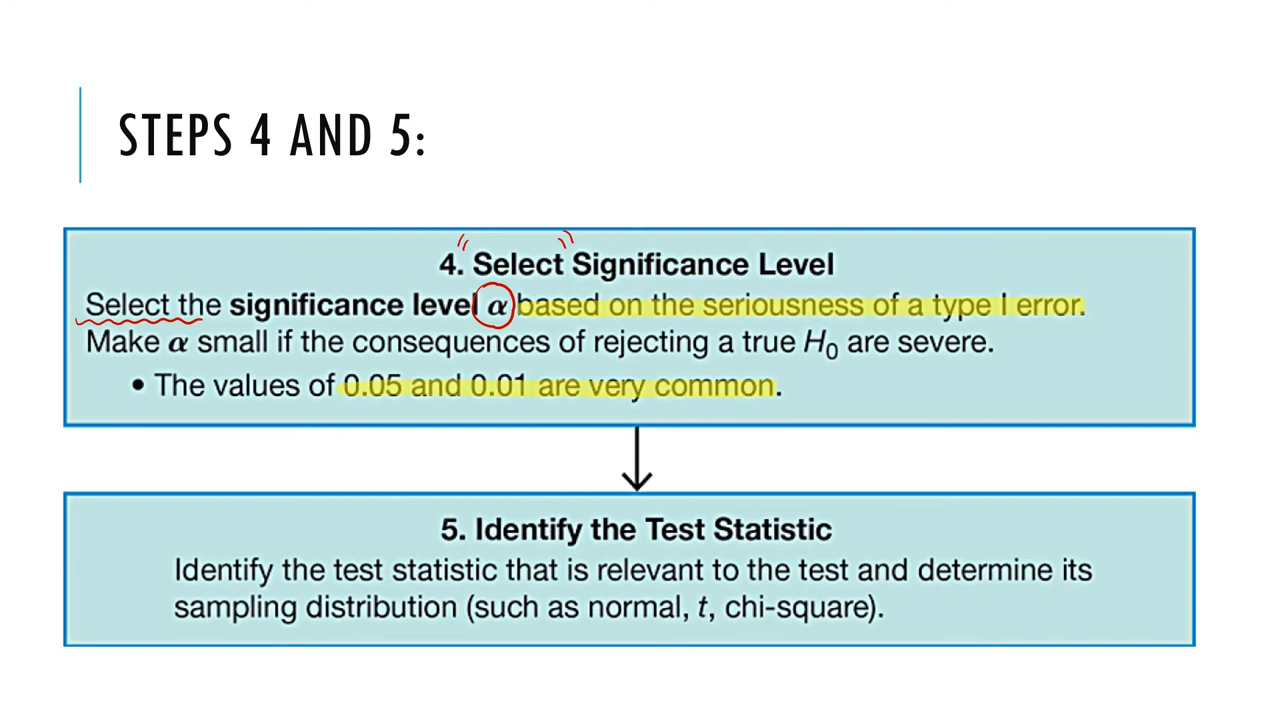 STEPS 4 AND 5:
4. Select Significance Level
Select the significance level α based on the seriousness of a type I error.
Make α small if the consequences of rejecting a true H₀ are severe.
• The values of 0.05 and 0.01 are very common.
5. Identify the Test Statistic
Identify the test statistic that is relevant to the test and determine its
sampling distribution (such as normal, t, chi-square).